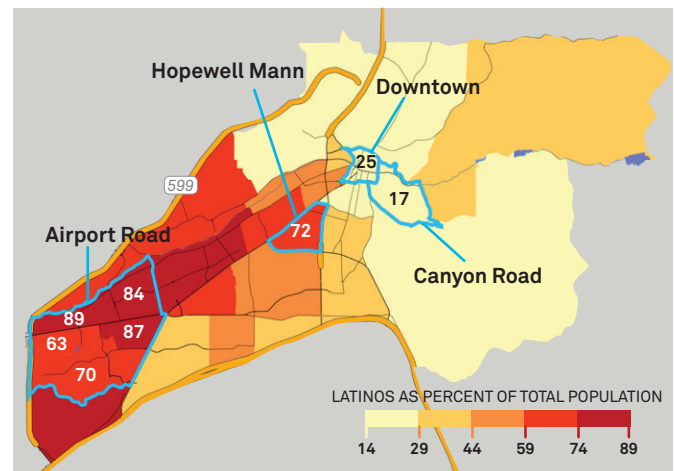 Hopewell Mann
Downtown
25
599
17
Airport Road
72
Canyon Road
84
89
87
63
70
LATINOS AS PERCENT OF TOTAL POPULATION
14 29 44 59 74 89